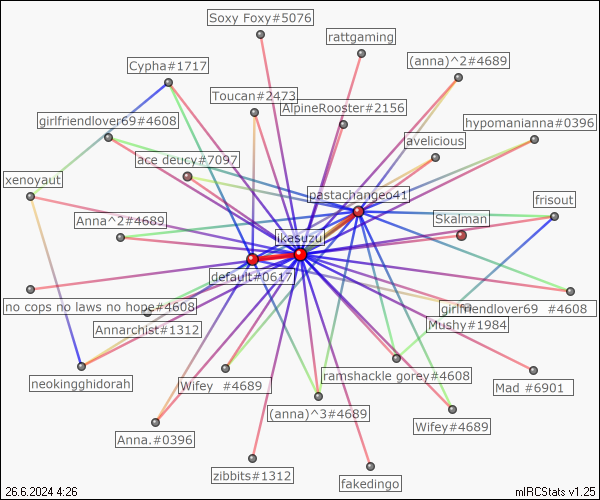 Soxy Foxy#5076
rattgaming
(anna)^2#4689
Cypha#1717
Toucan#2473
AlpineRooster#2156
girlfriendlover69#4608
hypomanianna#0396
avelicious
ace deucy#7097
xenoyaut
pastachangeo41
frisout
Anna^2#4689
Skalman
ikesuzu
default#0617
no cops no laws no hope#4608
girlfriendlover69 #4608
Annarchist#1312
Mushy#1984
neokingghidorah
Wifey #4689
ramshackle gorey#4608
Mad #6901
(anna)^3#4689
Wifey#4689
Anna.#0396
zibbits#1312
fakedingo
26.6.2024 4:26
mIRCStats v1.25